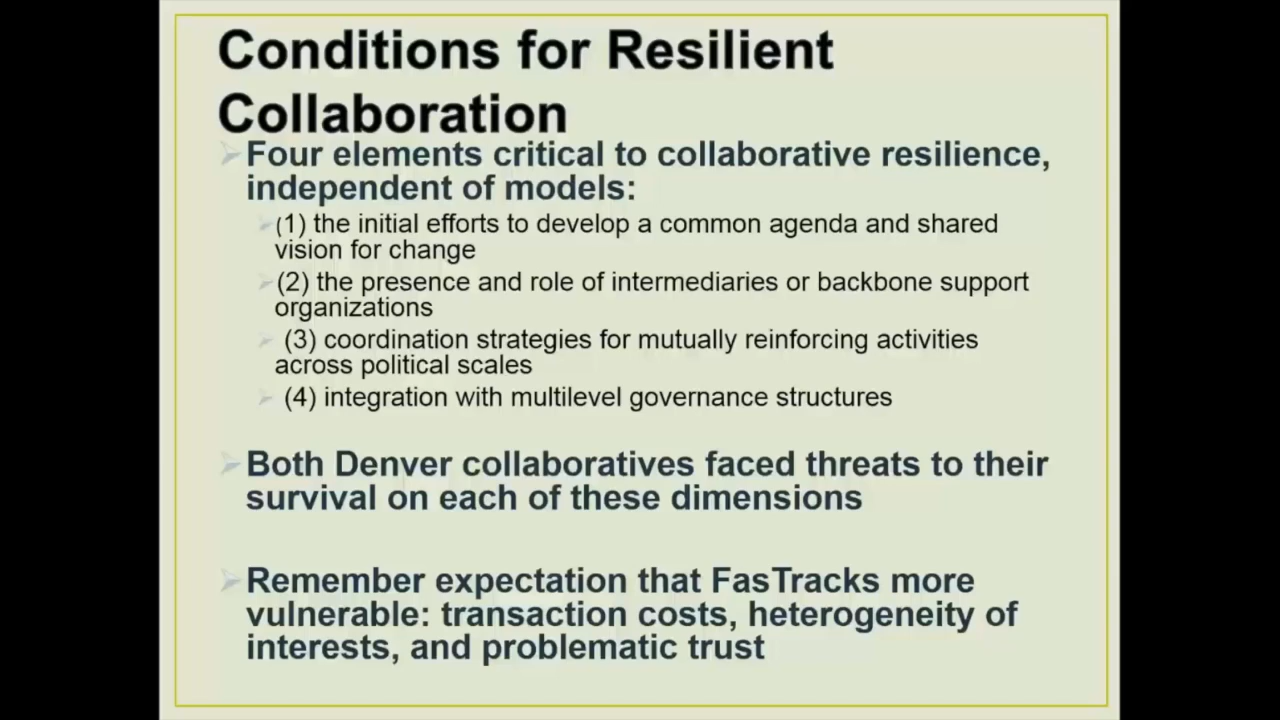 Conditions for Resilient
Collaboration
Four elements critical to collaborative resilience,
independent of models:
(1) the initial efforts to develop a common agenda and shared
vision for change
(2) the presence and role of intermediaries or backbone support
organizations
(3) coordination strategies for mutually reinforcing activities
across political scales
(4) integration with multilevel governance structures
Both Denver collaboratives faced threats to their
survival on each of these dimensions
Remember expectation that FasTracks more
vulnerable: transaction costs, heterogeneity of
interests, and problematic trust